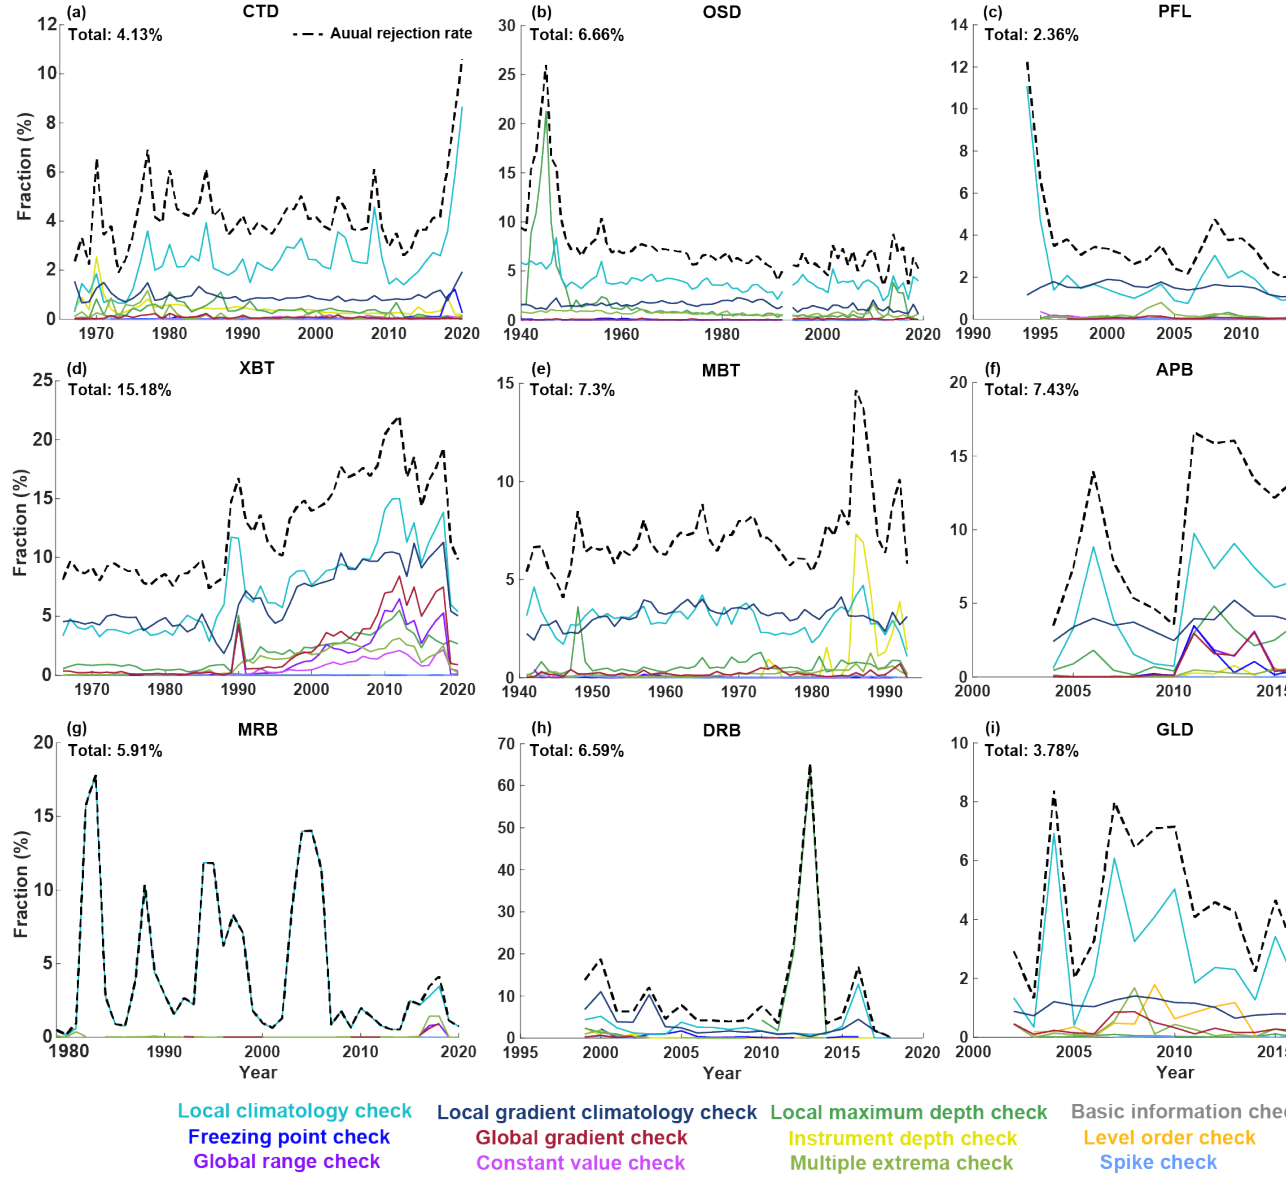 (a) CTD
Total: 4.13%
Auual rejection rate
Fraction (%)
12
10
8
6
4
2
0
1970 1980 1990 2000 2010 2020
(b) OSD
Total: 6.66%
30
25
20
15
10
5
0
1940 1960 1980 2000 2020
(c) PFL
Total: 2.36%
14
12
10
8
6
4
2
0
1990 1995 2000 2005 2010
(d) XBT
Total: 15.18%
Fraction (%)
25
20
15
10
5
0
1970 1980 1990 2000 2010 2020
(e) MBT
Total: 7.3%
15
10
5
0
1940 1950 1960 1970 1980 1990
(f) APB
Total: 7.43%
20
15
10
5
0
2000 2005 2010 2015
(g) MRB
Total: 5.91%
Fraction (%)
20
15
10
5
0
1980 1990 2000 2010 2020
Year
(h) DRB
Total: 6.59%
70
60
50
40
30
20
10
0
1995 2000 2005 2010 2015 2020
Year
(i) GLD
Total: 3.78%
10
8
6
4
2
0
2000 2005 2010 2015
Year
Local climatology check Local gradient climatology check Local maximum depth check Basic information che
Freezing point check Global gradient check Instrument depth check Level order check
Global range check Constant value check Multiple extrema check Spike check